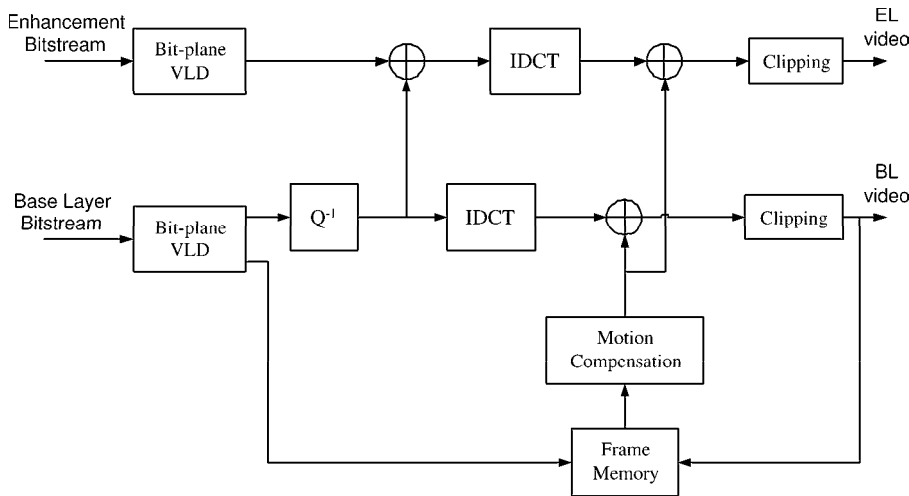 Enhancement
Bitstream
Bit-plane
VLD
IDCT
Clipping
EL
video
Base Layer
Bitstream
Bit-plane
VLD
Q⁻¹
IDCT
Clipping
BL
video
Motion
Compensation
Frame
Memory